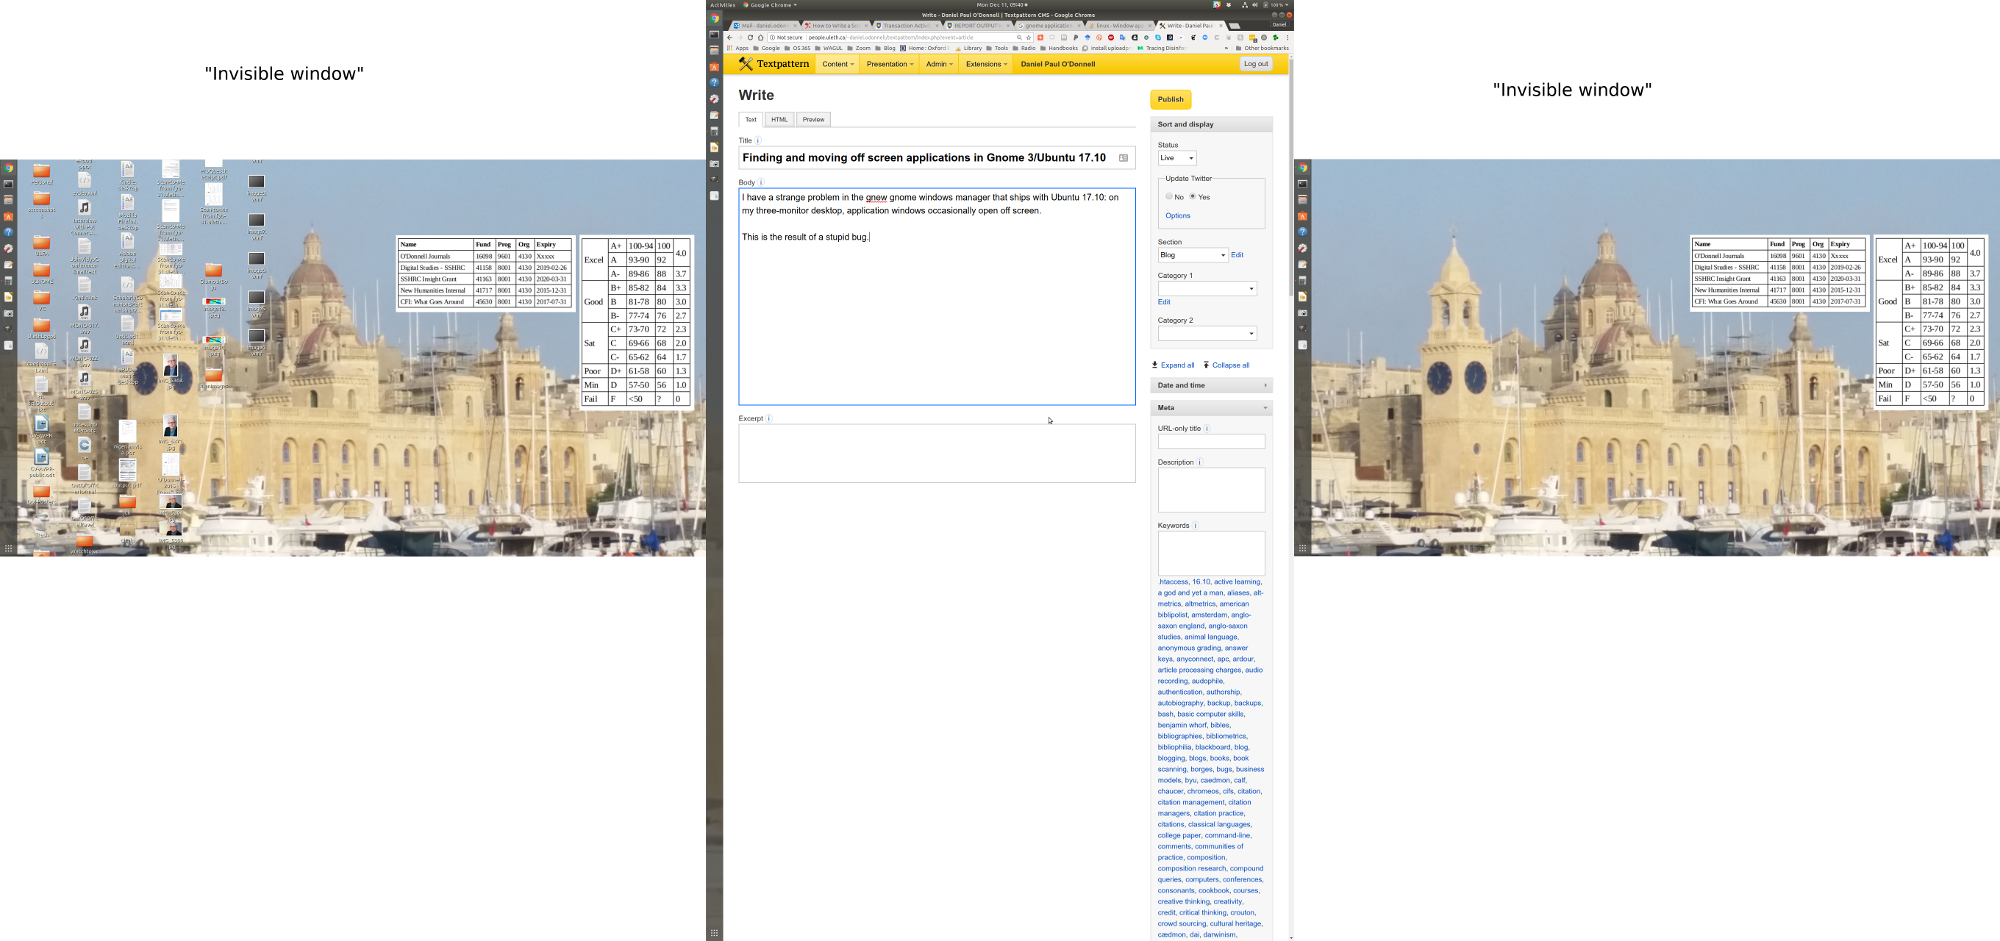 "Invisible window"
Name Fund Prog Org Expiry
O'Donnell Journals 16098 9601 4130 Xxxxx
Digital Studies - SSHRC 41158 8001 4130 2019-02-26
SSHRC Insight Grant 41163 8001 4130 2020-03-31
New Humanities Internal 41717 8001 4130 2015-12-31
CFI: What Goes Around 45630 8001 4130 2017-07-31
Excel A+ 100-94 100 4.0
A 93-90 92
A- 89-86 88 3.7
Good B+ 85-82 84 3.3
B 81-78 80 3.0
B- 77-74 76 2.7
Sat C+ 73-70 72 2.3
C 69-66 68 2.0
C- 65-62 64 1.7
Poor D+ 61-58 60 1.3
Min D 57-50 56 1.0
Fail F <50 ? 0
Activities Google Chrome Mon Dec 11, 09:40
Write - Daniel Paul O'Donnell | Textpattern CMS - Google Chrome
Not secure people.uleth.ca/~daniel.odonnell/textpattern/index.php?event=article
Apps Google OS 365 WAGUL Zoom Blog Home: Oxford Library Tools Radio Handbooks Other bookmarks
Textpattern Content Presentation Admin Extensions Daniel Paul O'Donnell Log out
Write
Publish
Text HTML Preview
Title
Finding and moving off screen applications in Gnome 3/Ubuntu 17.10
Body
I have a strange problem in the gnew gnome windows manager that ships with Ubuntu 17.10: on
my three-monitor desktop, application windows occasionally open off screen.
This is the result of a stupid bug.
Excerpt
Sort and display
Status
Live
Update Twitter
No Yes
Options
Section
Blog Edit
Category 1
Edit
Category 2
Expand all Collapse all
Date and time
Meta
URL-only title
Description
Keywords
.htaccess, 16.10, active learning,
a god and yet a man, aliases, alt-
metrics, altmetrics, american
biblipolist, amsterdam, anglo-
saxon england, anglo-saxon
studies, animal language,
anonymous grading, answer
keys, anyconnect, apc, ardour,
article processing charges, audio
recording, audophile,
authentication, authorship,
autobiography, backup, backups,
bash, basic computer skills,
benjamin whorf, bibles,
bibliographies, bibliometrics,
bibliophilia, blackboard, blog,
blogging, blogs, books, book
scanning, borges, bugs, business
models, byu, caedmon, calf,
chaucer, chromeos, cifs, citation,
citation management, citation
managers, citation practice,
citations, classical languages,
college paper, command-line,
comments, communities of
practice, composition,
composition research, compound
queries, computers, conferences,
consonants, cookbook, courses,
creative thinking, creativity,
credit, critical thinking, crouton,
crowd sourcing, cultural heritage,
cædmon, dai, darwinism,
"Invisible window"
Name Fund Prog Org Expiry
O'Donnell Journals 16098 9601 4130 Xxxxx
Digital Studies - SSHRC 41158 8001 4130 2019-02-26
SSHRC Insight Grant 41163 8001 4130 2020-03-31
New Humanities Internal 41717 8001 4130 2015-12-31
CFI: What Goes Around 45630 8001 4130 2017-07-31
Excel A+ 100-94 100 4.0
A 93-90 92
A- 89-86 88 3.7
Good B+ 85-82 84 3.3
B 81-78 80 3.0
B- 77-74 76 2.7
Sat C+ 73-70 72 2.3
C 69-66 68 2.0
C- 65-62 64 1.7
Poor D+ 61-58 60 1.3
Min D 57-50 56 1.0
Fail F <50 ? 0